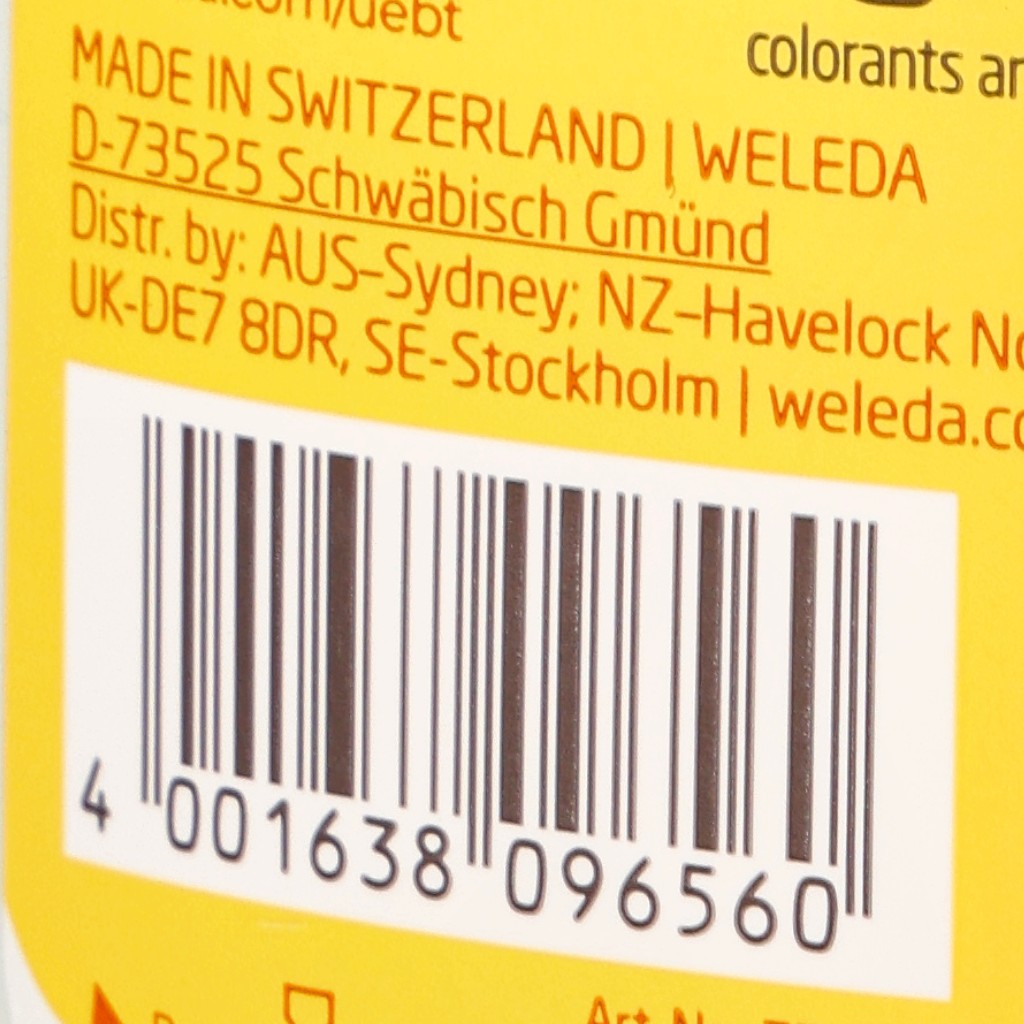 colorants
MADE IN SWITZERLAND | WELEDA
D-73525 Schwäbisch Gmünd
Distr. by: AUS–Sydney; NZ–Havelock
UK-DE7 8DR, SE-Stockholm | weleda.co
4 001638 096560